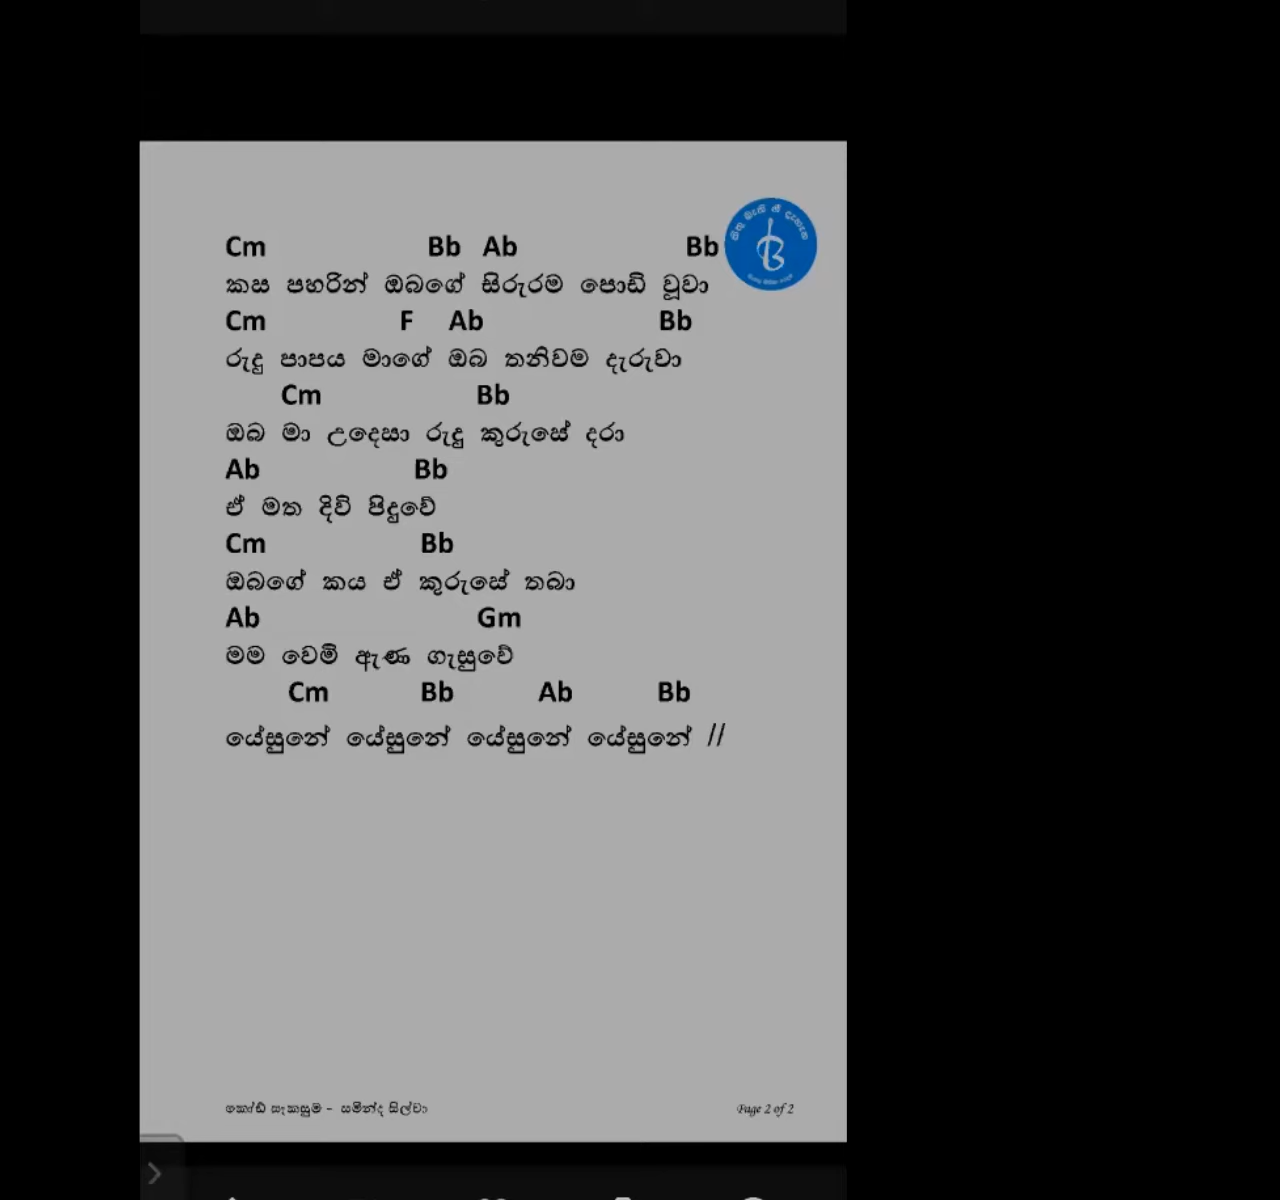 Cm Bb Ab Bb
කස පහරින් ඔබගේ සිරුරම පොඩි වූවා
Cm F Ab Bb
රුදු පාපය මාගේ ඔබ තනිවම දැරුවා
Cm Bb
ඔබ මා උදෙසා රුදු කුරුසේ දරා
Ab Bb
ඒ මත දිවි පිදුවේ
Cm Bb
ඔබගේ කය ඒ කුරුසේ තබා
Ab Gm
මම වෙමි ඇණ ගැසුවේ
Cm Bb Ab Bb
යේසුනේ යේසුනේ යේසුනේ යේසුනේ //
කෝඩ් සැකසුම - සමින්ද සිල්වා
Page 2 of 2